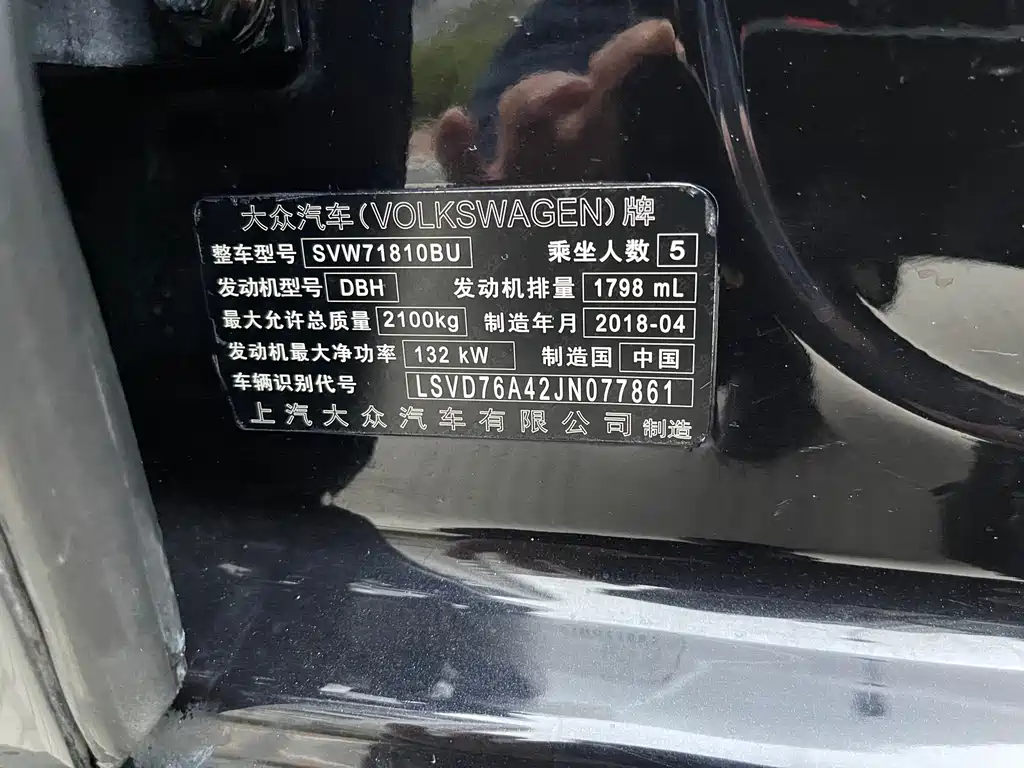 大众汽车(VOLKSWAGEN)牌
整车型号 SVW71810BU 乘坐人数 5
发动机型号 DBH 发动机排量 1798 mL
最大允许总质量 2100kg 制造年月 2018-04
发动机最大净功率 132 kW 制造国 中国
车辆识别代号 LSVD76A42JN077861
上汽大众汽车有限公司 制造